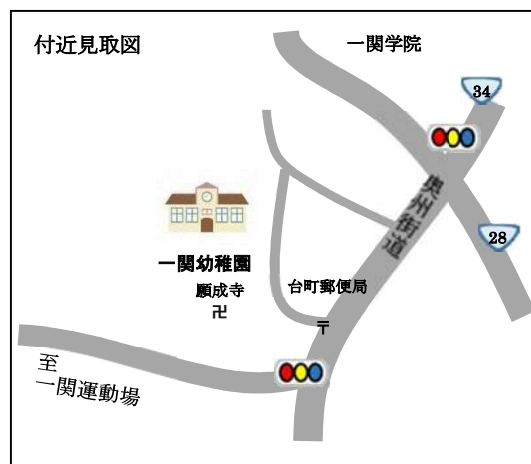 付近見取図
一関学院
34
奥州街道
28
一関幼稚園
願成寺
卍
台町郵便局
〒
至
一関運動場